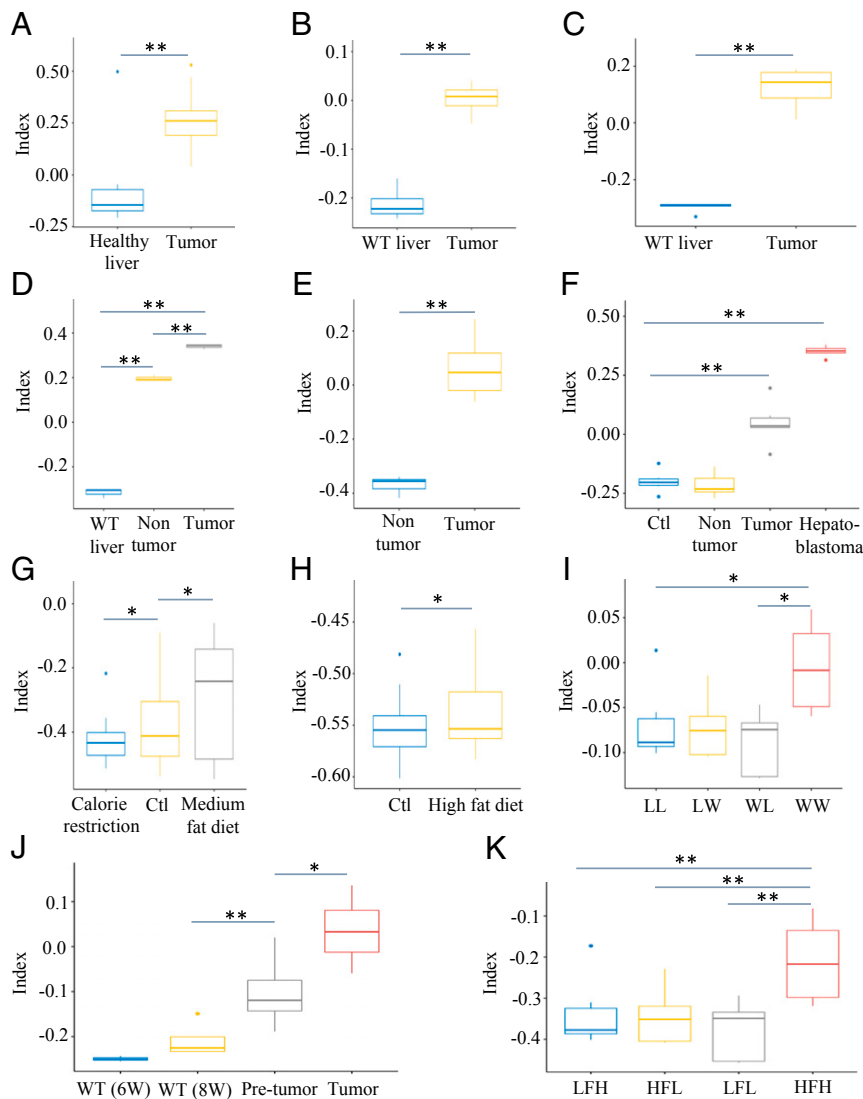 A
Index
0.50
0.25
0.00
-0.25
**
Healthy liver
Tumor
B
Index
0.1
0.0
-0.1
-0.2
**
WT liver
Tumor
C
Index
0.2
0.0
-0.2
**
WT liver
Tumor
D
Index
0.4
0.2
0.0
-0.2
**
**
**
WT liver
Non tumor
Tumor
E
Index
0.2
0.0
-0.2
-0.4
**
Non tumor
Tumor
F
Index
0.50
0.25
0.00
-0.25
**
**
Ctl
Non tumor
Tumor
Hepato-
blastoma
G
Index
0.0
-0.2
-0.4
*
*
Calorie restriction
Ctl
Medium fat diet
H
Index
-0.45
-0.50
-0.55
-0.60
*
Ctl
High fat diet
I
Index
0.05
0.00
-0.05
-0.10
*
*
LL
LW
WL
WW
J
Index
0.1
0.0
-0.1
-0.2
**
*
WT (6W)
WT (8W)
Pre-tumor
Tumor
K
Index
-0.1
-0.2
-0.3
-0.4
**
**
**
LFH
HFL
LFL
HFH